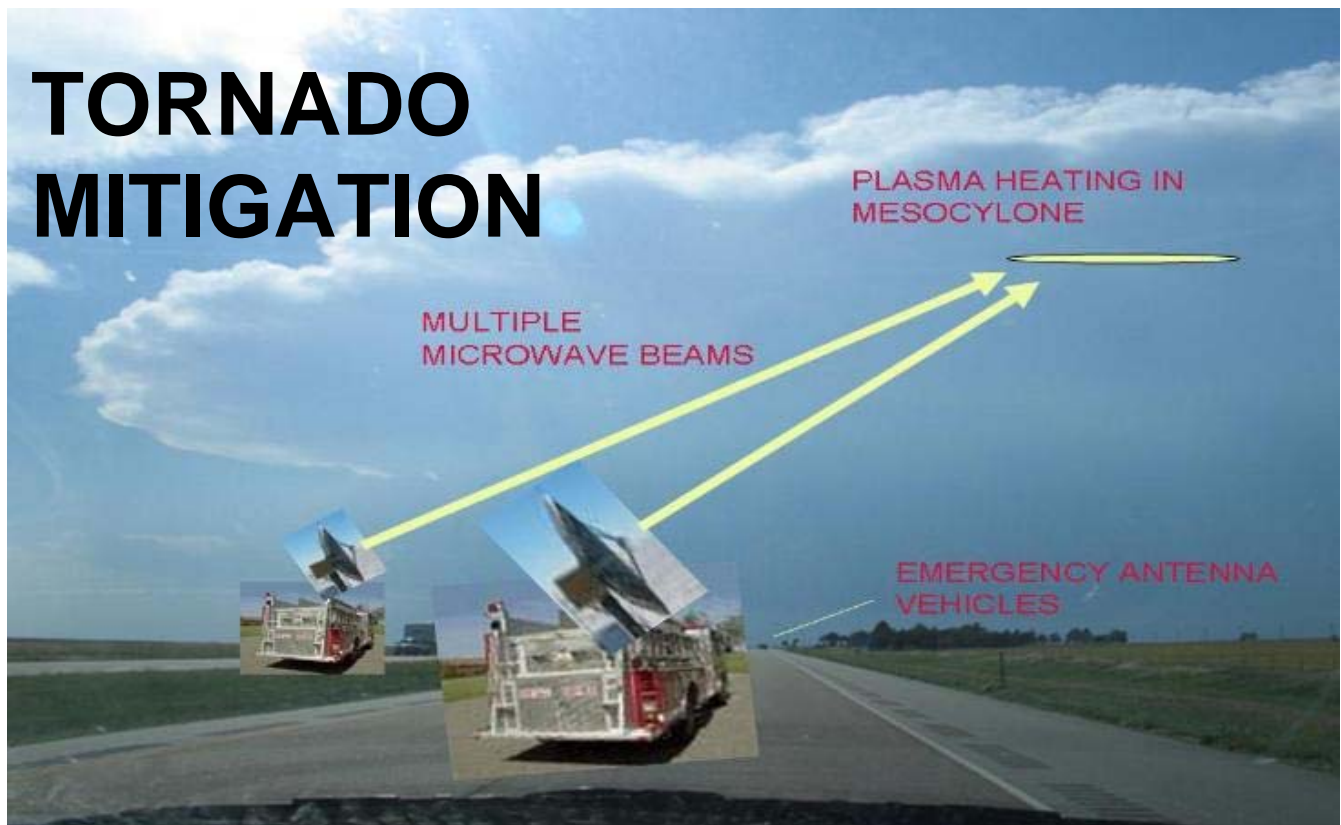 TORNADO
MITIGATION
PLASMA HEATING IN
MESOCYLONE
MULTIPLE
MICROWAVE BEAMS
EMERGENCY ANTENNA
VEHICLES